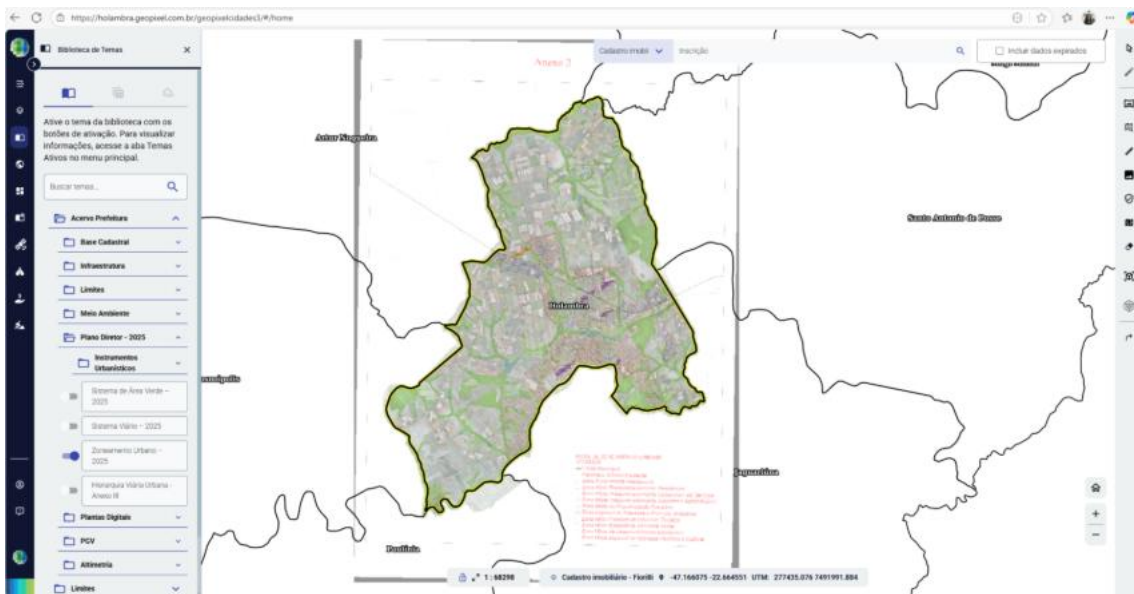 https://holambra.geopixel.com.br/geopixelcidades3/#/home
Biblioteca de Temas
Ative o tema da biblioteca com os
botões de ativação. Para visualizar
informações, acesse a aba Temas
Ativos no menu principal.
Buscar temas...
Acervo Prefeitura
Base Cadastral
Infraestrutura
Limites
Meio Ambiente
Plano Diretor - 2025
Instrumentos
Urbanísticos
Sistema de Área Verde –
2025
Sistema Viário – 2025
Zoneamento Urbano -
2025
Hierarquia Viária Urbana -
Anexo III
Plantas Digitais
PGV
Altimetria
Limites
Cadastro imobil
Inscrição
Incluir dados expirados
Anexo 2
Artur Nogueira
Santo Antonio de Posse
Holambra
Jaguariúna
Paulínia
1 : 68298
Cadastro imobiliário - Fiorilli
-47.166075 -22.664551 UTM: 277435.076 7491991.884